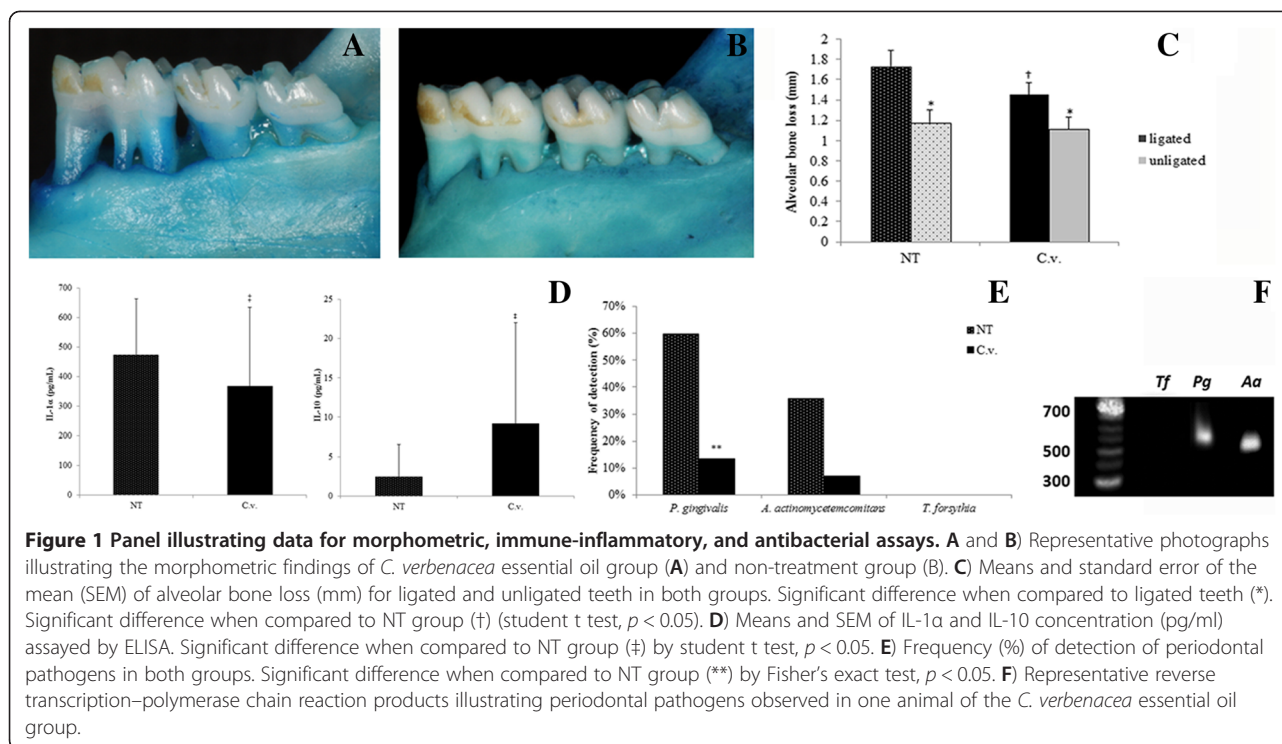 A
B
C
Alveolar bone loss (mm)
2
1.8
1.6
1.4
1.2
1
0.8
0.6
0.4
0.2
0
*
†
*
NT
C.v.
ligated
unligated
D
IL-1α (pg/mL)
700
600
500
400
300
200
100
0
‡
NT
C.v.
IL-10 (pg/mL)
25
20
15
10
5
0
‡
NT
C.v.
E
Frequency of detection (%)
70%
60%
50%
40%
30%
20%
10%
0%
**
P. gingivalis
A. actinomycetemcomitans
T. forsythia
NT
C.v.
F
Tf Pg Aa
700
500
300
Figure 1 Panel illustrating data for morphometric, immune-inflammatory, and antibacterial assays. A and B) Representative photographs
illustrating the morphometric findings of C. verbenacea essential oil group (A) and non-treatment group (B). C) Means and standard error of the
mean (SEM) of alveolar bone loss (mm) for ligated and unligated teeth in both groups. Significant difference when compared to ligated teeth (*).
Significant difference when compared to NT group (†) (student t test, p < 0.05). D) Means and SEM of IL-1α and IL-10 concentration (pg/ml)
assayed by ELISA. Significant difference when compared to NT group (‡) by student t test, p < 0.05. E) Frequency (%) of detection of periodontal
pathogens in both groups. Significant difference when compared to NT group (**) by Fisher's exact test, p < 0.05. F) Representative reverse
transcription–polymerase chain reaction products illustrating periodontal pathogens observed in one animal of the C. verbenacea essential oil
group.